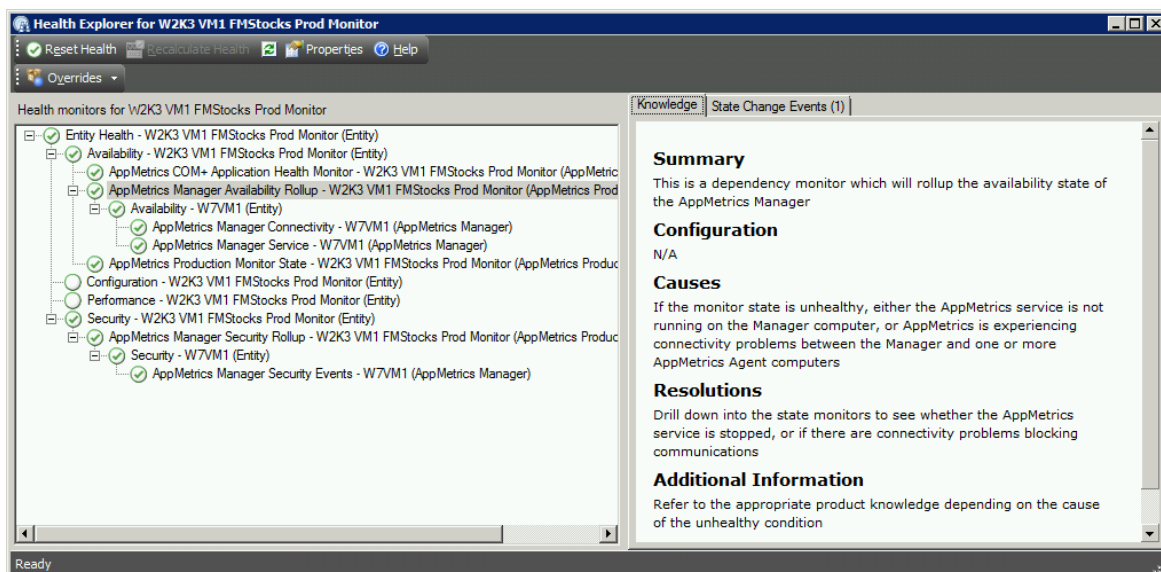 Health Explorer for W2K3 VM1 FMStocks Prod Monitor
Reset Health Recalculate Health Properties Help
Overrides
Health monitors for W2K3 VM1 FMStocks Prod Monitor
Entity Health - W2K3 VM1 FMStocks Prod Monitor (Entity)
Availability - W2K3 VM1 FMStocks Prod Monitor (Entity)
AppMetrics COM+ Application Health Monitor - W2K3 VM1 FMStocks Prod Monitor (AppMetric
AppMetrics Manager Availability Rollup - W2K3 VM1 FMStocks Prod Monitor (AppMetrics Prod
Availability - W7VM1 (Entity)
AppMetrics Manager Connectivity - W7VM1 (AppMetrics Manager)
AppMetrics Manager Service - W7VM1 (AppMetrics Manager)
AppMetrics Production Monitor State - W2K3 VM1 FMStocks Prod Monitor (AppMetrics Produc
Configuration - W2K3 VM1 FMStocks Prod Monitor (Entity)
Performance - W2K3 VM1 FMStocks Prod Monitor (Entity)
Security - W2K3 VM1 FMStocks Prod Monitor (Entity)
AppMetrics Manager Security Rollup - W2K3 VM1 FMStocks Prod Monitor (AppMetrics Produc
Security - W7VM1 (Entity)
AppMetrics Manager Security Events - W7VM1 (AppMetrics Manager)
Knowledge State Change Events (1)
Summary
This is a dependency monitor which will rollup the availability state of
the AppMetrics Manager
Configuration
N/A
Causes
If the monitor state is unhealthy, either the AppMetrics service is not
running on the Manager computer, or AppMetrics is experiencing
connectivity problems between the Manager and one or more
AppMetrics Agent computers
Resolutions
Drill down into the state monitors to see whether the AppMetrics
service is stopped, or if there are connectivity problems blocking
communications
Additional Information
Refer to the appropriate product knowledge depending on the cause
of the unhealthy condition
Ready